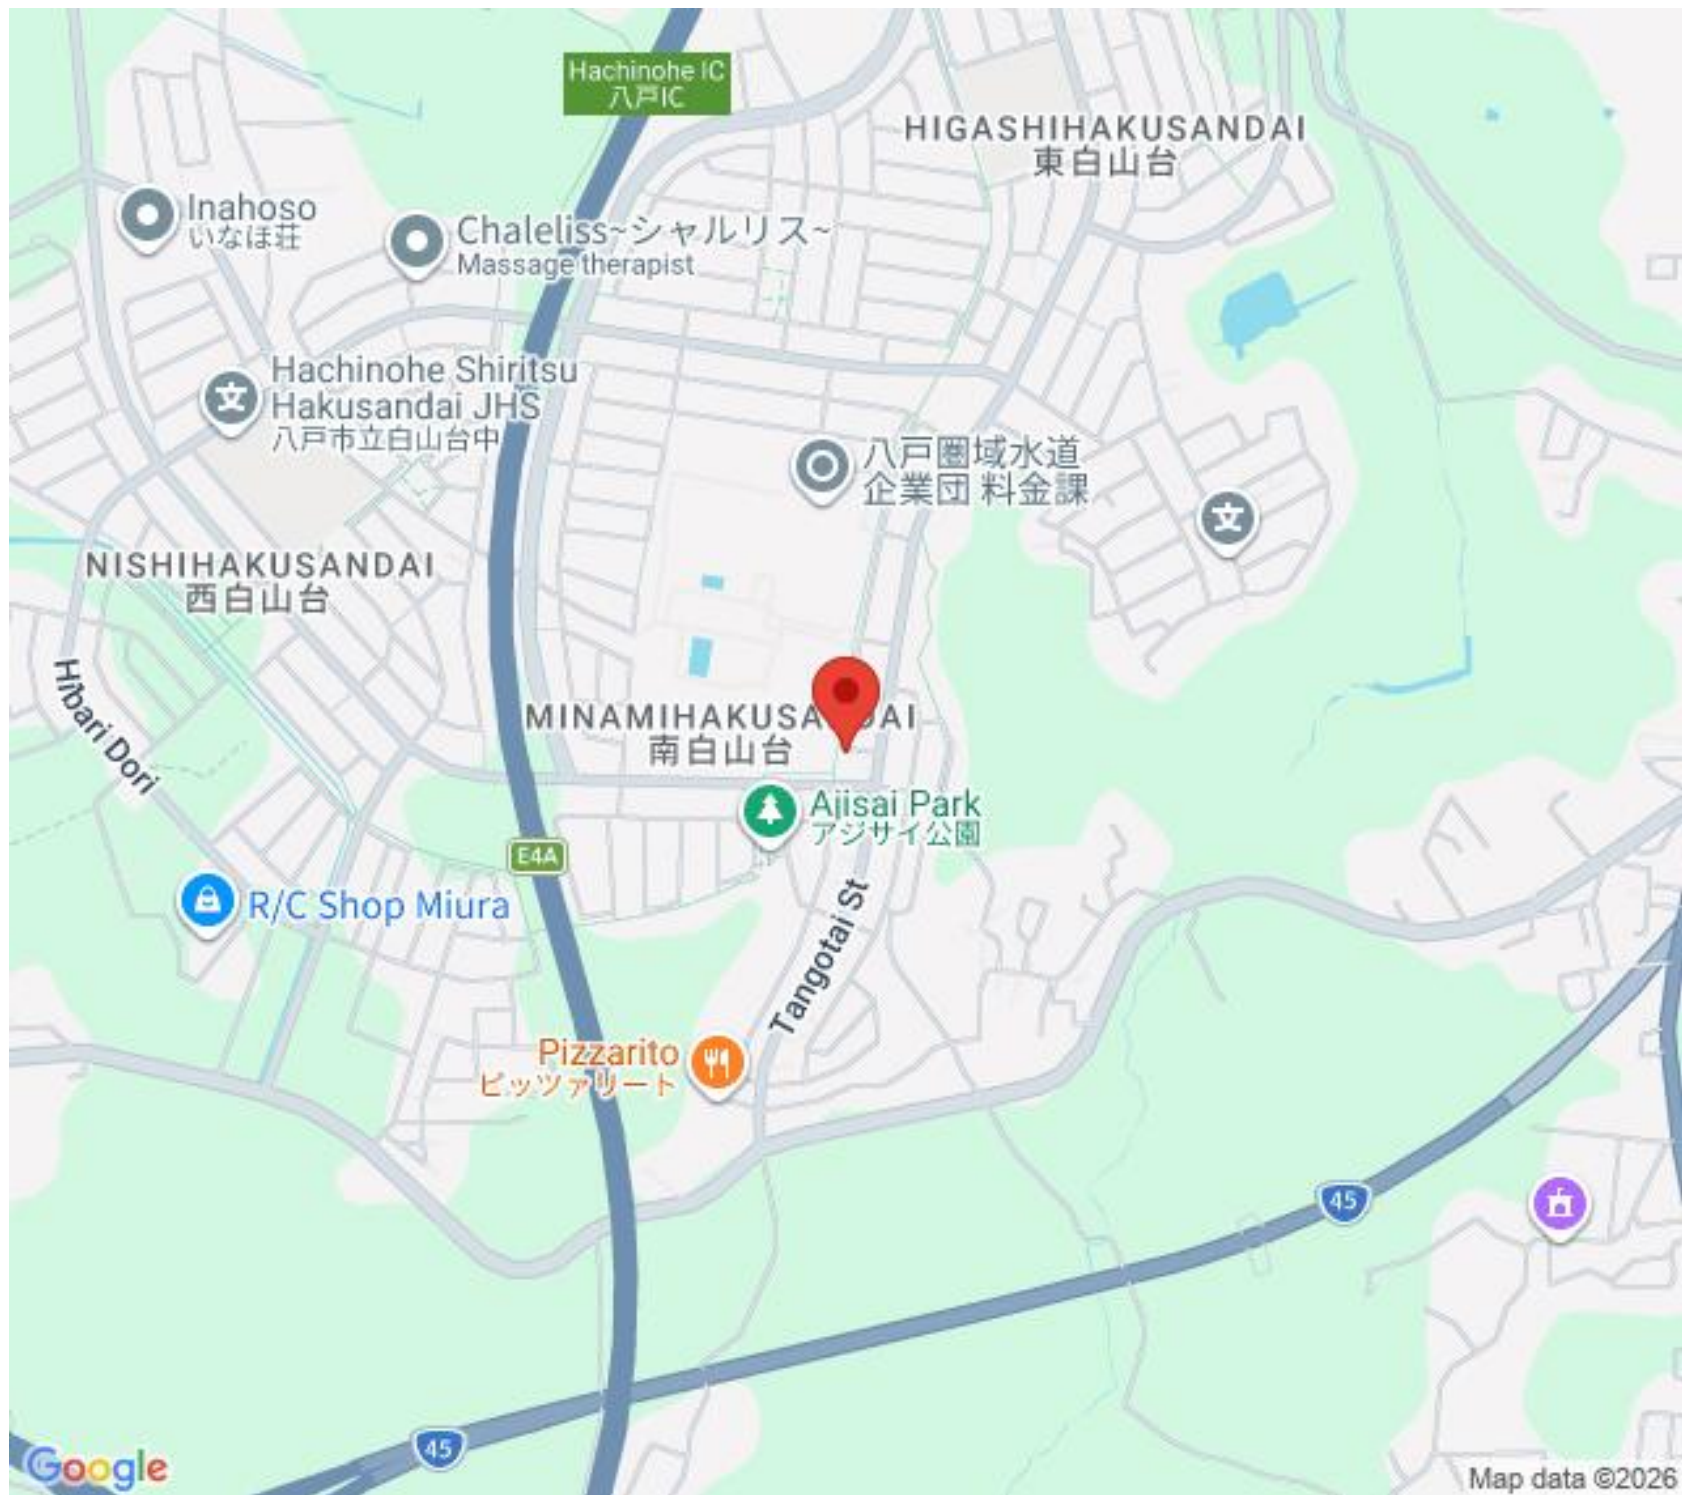 Hachinohe IC
八戸IC
HIGASHIHAKUSANDAI
東白山台
Inahoso
いなほ荘
Chaleliss~シャルリス~
Massage therapist
Hachinohe Shiritsu
Hakusandai JHS
八戸市立白山台中
八戸圏域水道
企業団 料金課
文
文
NISHIHAKUSANDAI
西白山台
Hibari Dori
MINAMIHAKUSANDAI
南白山台
Ajisai Park
アジサイ公園
E4A
R/C Shop Miura
Tangotai St
Pizzarito
ピッツァリート
45
45
Google
Map data ©2026